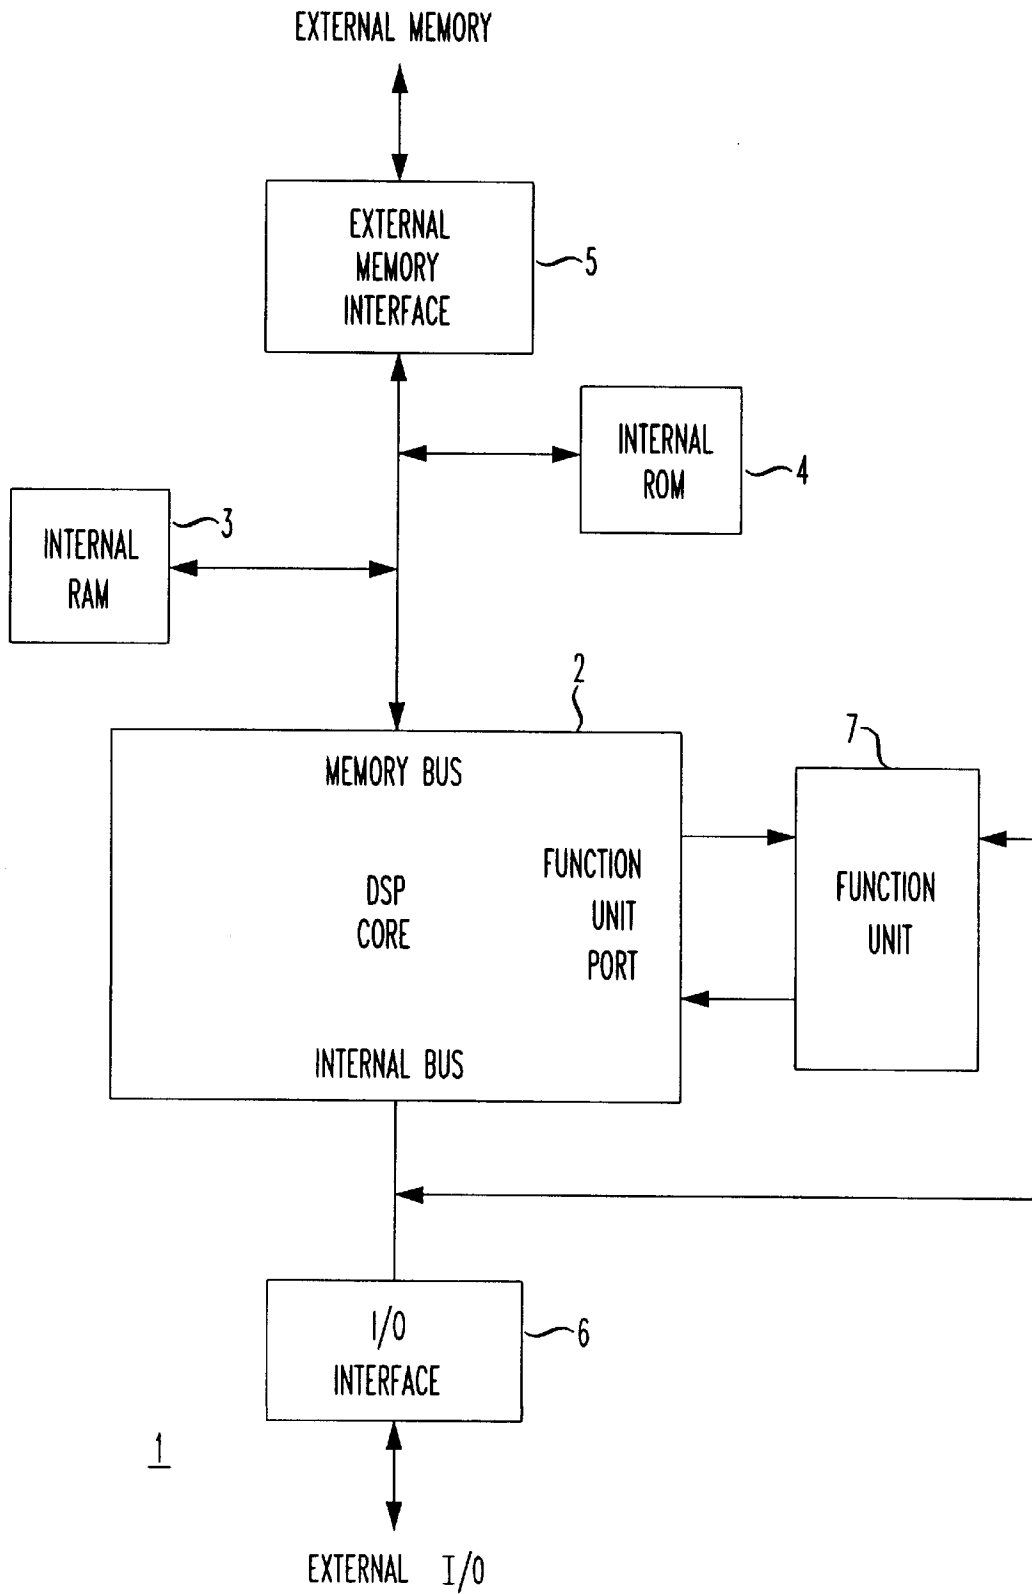 EXTERNAL MEMORY
EXTERNAL
MEMORY
INTERFACE
5
INTERNAL
ROM
4
INTERNAL
RAM
3
2
MEMORY BUS
DSP
CORE
FUNCTION
UNIT
PORT
INTERNAL BUS
7
FUNCTION
UNIT
I/O
INTERFACE
6
1
EXTERNAL I/O